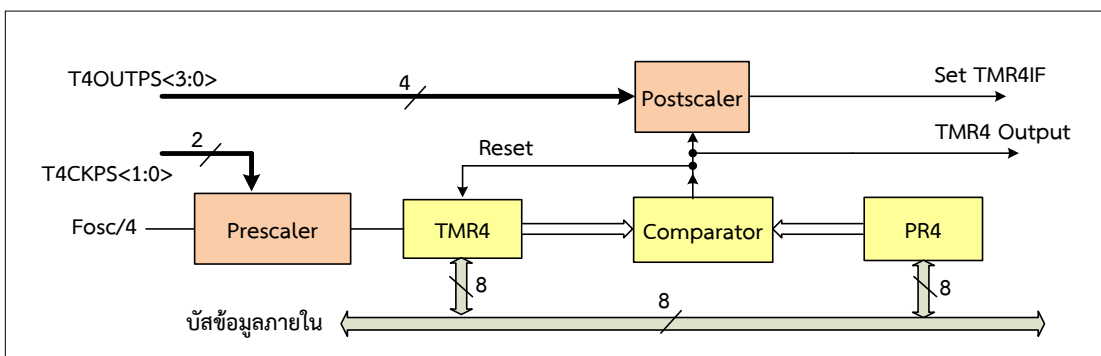 T4OUTPS<3:0>
4
Postscaler
Set TMR4IF
TMR4 Output
2
Reset
T4CKPS<1:0>
Fosc/4
Prescaler
TMR4
Comparator
PR4
8
8
8
บัสข้อมูลภายใน